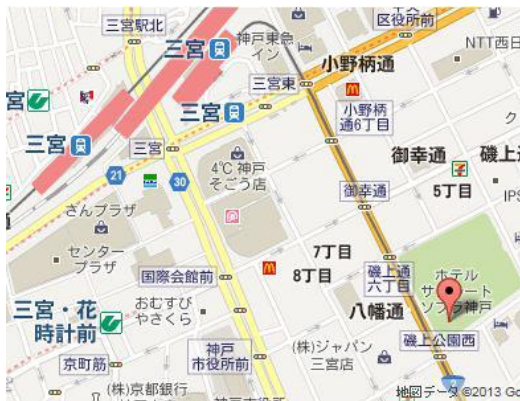 三宮駅北
区役所前
神戸東急
イン
NTT西日
小野柄通
三宮東
三宮
小野柄
通6丁目
三宮
三宮
御幸通
磯上通
4℃ 神戸
そごう店
21
30
御幸通
5丁目
IPS
さんプラザ
センター
プラザ
7丁目
8丁目
国際会館前
磯上通
六丁目
ホテル
サンルート
ソプラ神戸
三宮・花
時計前
おむすび
やさくら
八幡通
神戸
市役所前
(株)ジャパン
三宮店
磯上公園西
京町筋
(株)京都銀行
地図データ ©2013 Go